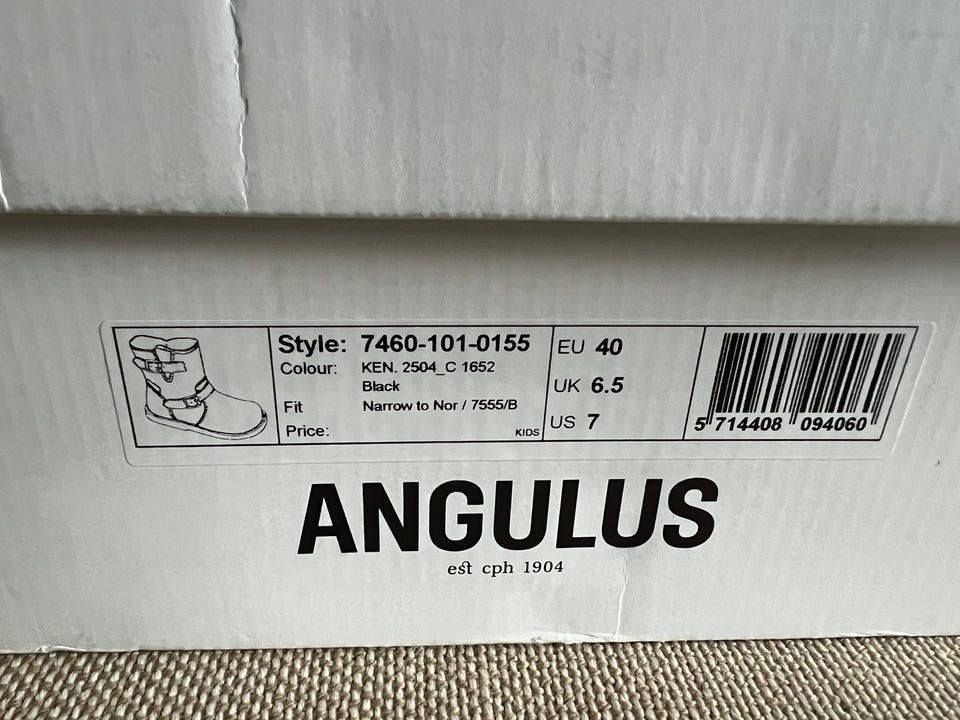 Style: 7460-101-0155
Colour: KEN. 2504_C 1652
Black
Fit Narrow to Nor / 7555/B
Price: KIDS
EU 40
UK 6.5
US 7
5 714408 094060
ANGULUS
est cph 1904